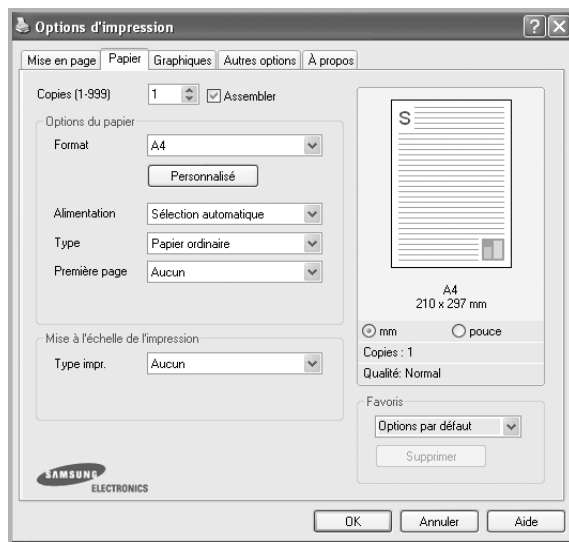 Options d'impression
Mise en page Papier Graphiques Autres options À propos
Copies (1-999) 1 Assembler
Options du papier
Format A4
Personnalisé
Alimentation Sélection automatique
Type Papier ordinaire
Première page Aucun
Mise à l'échelle de l'impression
Type impr. Aucun
S
A4
210 x 297 mm
mm pouce
Copies : 1
Qualité: Normal
Favoris
Options par défaut
Supprimer
SAMSUNG
ELECTRONICS
OK Annuler Aide